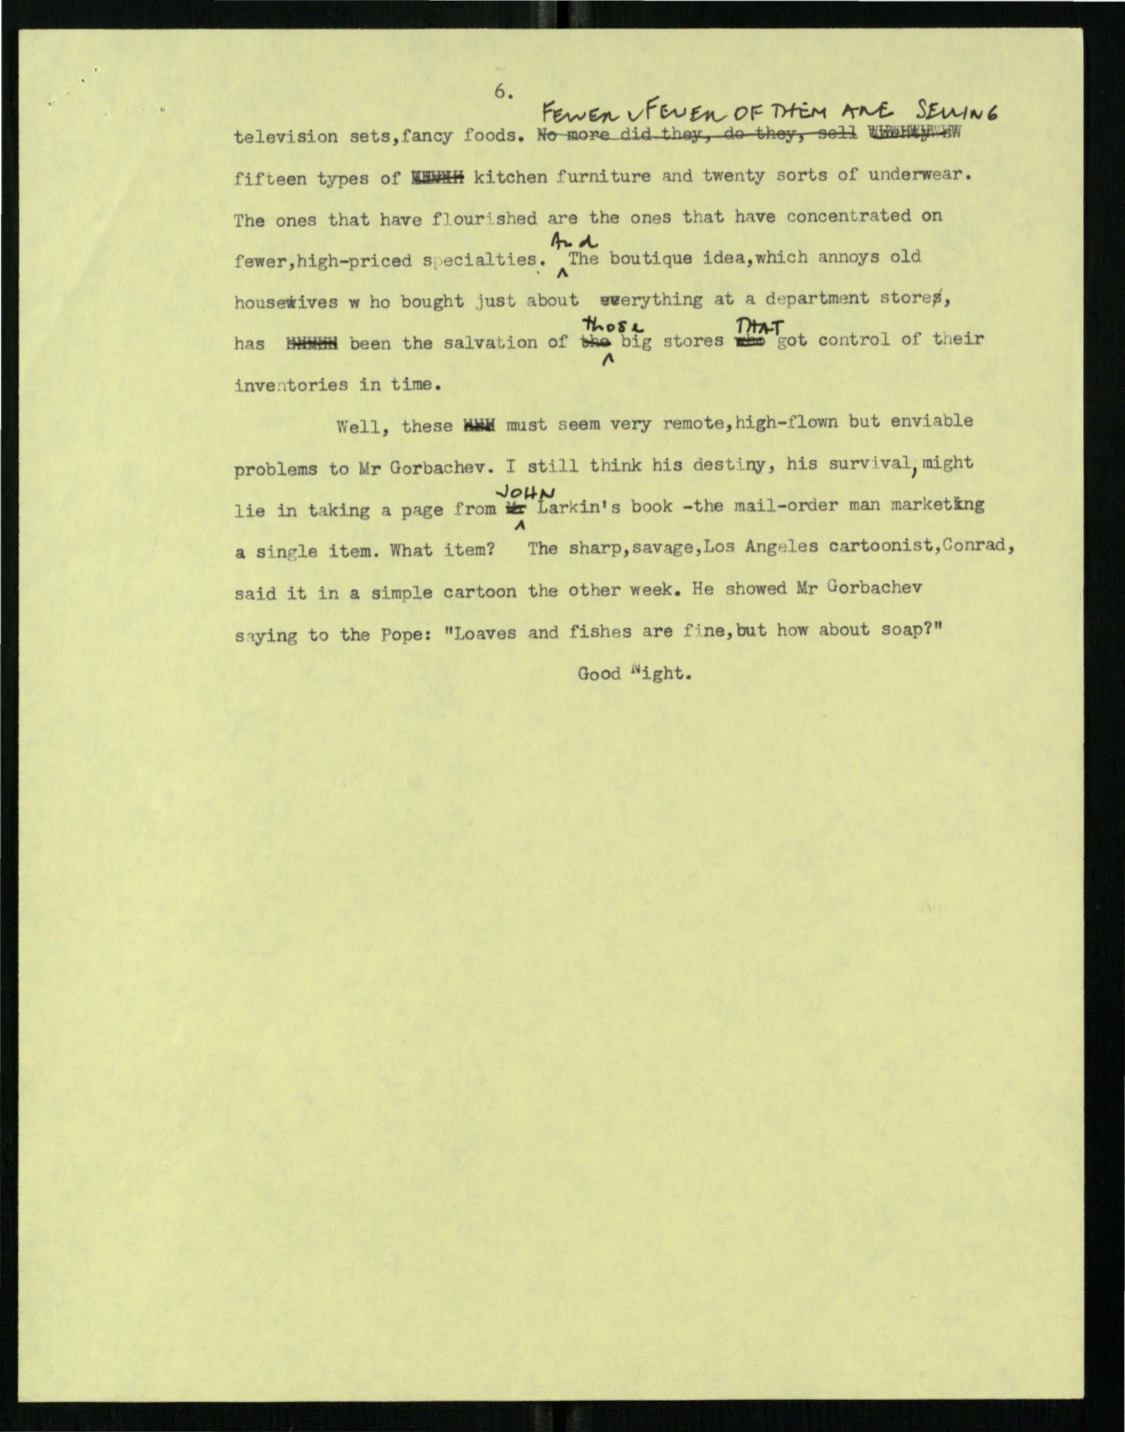 6.
FEWER & FEWER OF THEM ARE SELLING
television sets,fancy foods. No more did they, do they, sell
fifteen types of kitchen furniture and twenty sorts of underwear.
The ones that have flourished are the ones that have concentrated on
And
fewer,high-priced specialties. ^The boutique idea,which annoys old
housewives w ho bought just about everything at a department store,
those THAT
has been the salvation of the big stores who got control of their
inventories in time.
Well, these must seem very remote,high-flown but enviable
problems to Mr Gorbachev. I still think his destiny, his survival, might
JOHN
lie in taking a page from Mr Larkin's book -the mail-order man marketing
a single item. What item? The sharp,savage,Los Angeles cartoonist,Conrad,
said it in a simple cartoon the other week. He showed Mr Gorbachev
saying to the Pope: "Loaves and fishes are fine,but how about soap?"
Good Night.